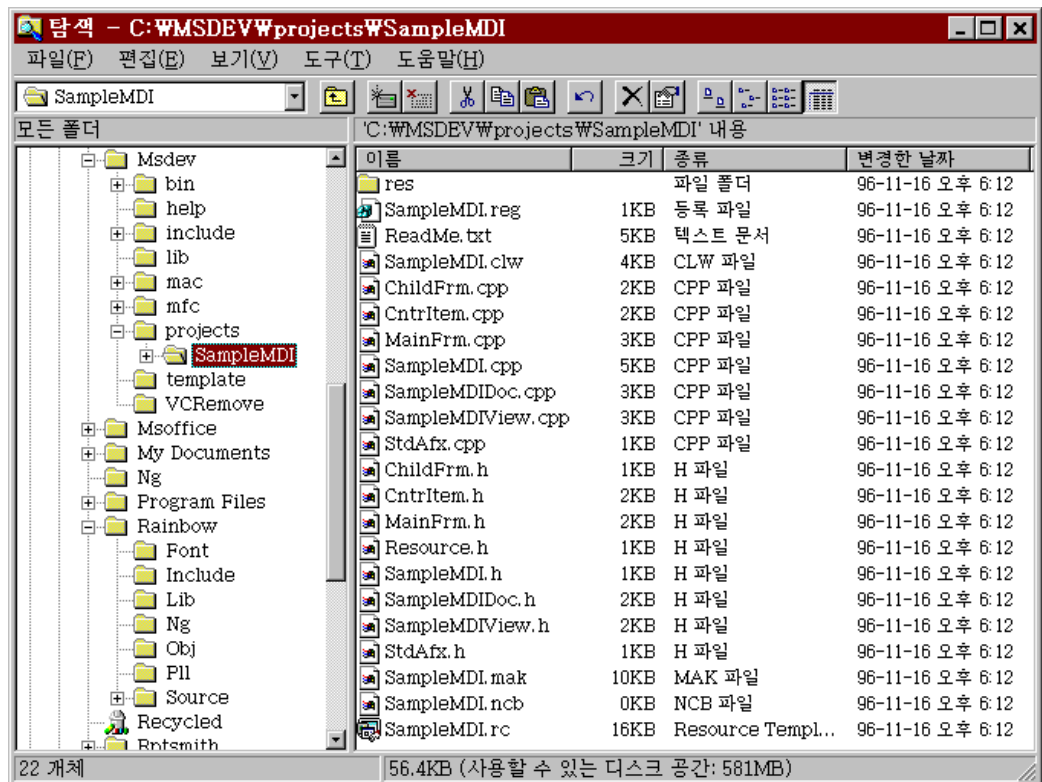 탐색 - C:₩MSDEV₩projects₩SampleMDI
파일(F) 편집(E) 보기(V) 도구(T) 도움말(H)
SampleMDI
모든 폴더
'C:₩MSDEV₩projects₩SampleMDI' 내용
Msdev
bin
help
include
lib
mac
mfc
projects
SampleMDI
template
VCRemove
Msoffice
My Documents
Ng
Program Files
Rainbow
Font
Include
Lib
Ng
Obj
Pll
Source
Recycled
Rptsmith
이름 크기 종류 변경한 날짜
res 파일 폴더 96-11-16 오후 6:12
SampleMDI.reg 1KB 등록 파일 96-11-16 오후 6:12
ReadMe.txt 5KB 텍스트 문서 96-11-16 오후 6:12
SampleMDI.clw 4KB CLW 파일 96-11-16 오후 6:12
ChildFrm.cpp 2KB CPP 파일 96-11-16 오후 6:12
CntrItem.cpp 2KB CPP 파일 96-11-16 오후 6:12
MainFrm.cpp 3KB CPP 파일 96-11-16 오후 6:12
SampleMDI.cpp 5KB CPP 파일 96-11-16 오후 6:12
SampleMDIDoc.cpp 3KB CPP 파일 96-11-16 오후 6:12
SampleMDIView.cpp 3KB CPP 파일 96-11-16 오후 6:12
StdAfx.cpp 1KB CPP 파일 96-11-16 오후 6:12
ChildFrm.h 1KB H 파일 96-11-16 오후 6:12
CntrItem.h 2KB H 파일 96-11-16 오후 6:12
MainFrm.h 2KB H 파일 96-11-16 오후 6:12
Resource.h 1KB H 파일 96-11-16 오후 6:12
SampleMDI.h 1KB H 파일 96-11-16 오후 6:12
SampleMDIDoc.h 2KB H 파일 96-11-16 오후 6:12
SampleMDIView.h 2KB H 파일 96-11-16 오후 6:12
StdAfx.h 1KB H 파일 96-11-16 오후 6:12
SampleMDI.mak 10KB MAK 파일 96-11-16 오후 6:12
SampleMDI.ncb 0KB NCB 파일 96-11-16 오후 6:12
SampleMDI.rc 16KB Resource Templ... 96-11-16 오후 6:12
22 개체
56.4KB (사용할 수 있는 디스크 공간: 581MB)